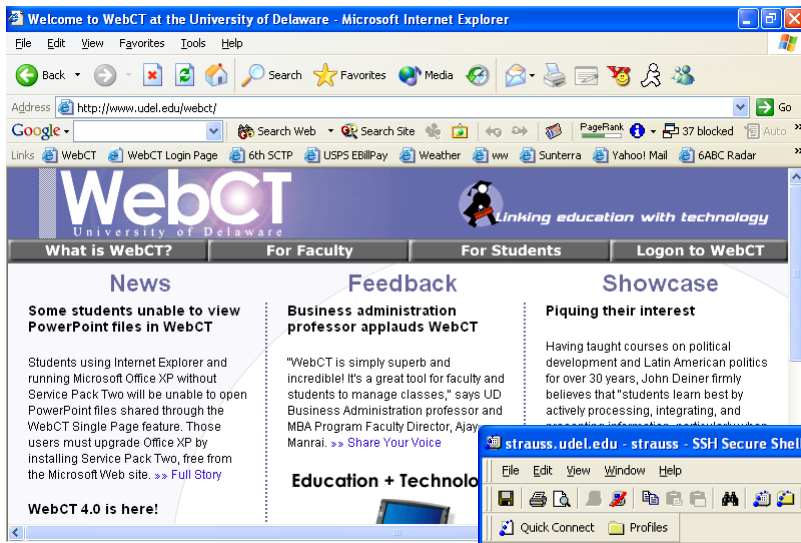 Welcome to WebCT at the University of Delaware - Microsoft Internet Explorer
File Edit View Favorites Tools Help
Back Search Favorites Media
Address http://www.udel.edu/webct/ Go
Google Search Web Search Site PageRank 37 blocked Auto »
Links WebCT WebCT Login Page 6th SCTP USPS EBillPay Weather ww Sunterra Yahoo! Mail 6ABC Radar »
WebCT
University of Delaware
Linking education with technology
What is WebCT? For Faculty For Students Logon to WebCT
News
Some students unable to view
PowerPoint files in WebCT
Students using Internet Explorer and
running Microsoft Office XP without
Service Pack Two will be unable to open
PowerPoint files shared through the
WebCT Single Page feature. Those
users must upgrade Office XP by
installing Service Pack Two, free from
the Microsoft Web site. »» Full Story
WebCT 4.0 is here!
Feedback
Business administration
professor applauds WebCT
"WebCT is simply superb and
incredible! It's a great tool for faculty and
students to manage classes," says UD
Business Administration professor and
MBA Program Faculty Director, Ajay
Manrai. »» Share Your Voice
Education + Technolo
Showcase
Piquing their interest
Having taught courses on political
development and Latin American politics
for over 30 years, John Deiner firmly
believes that "students learn best by
actively processing, integrating, and
presenting information, particularly when
strauss.udel.edu - strauss - SSH Secure Shell
File Edit View Window Help
Quick Connect Profiles